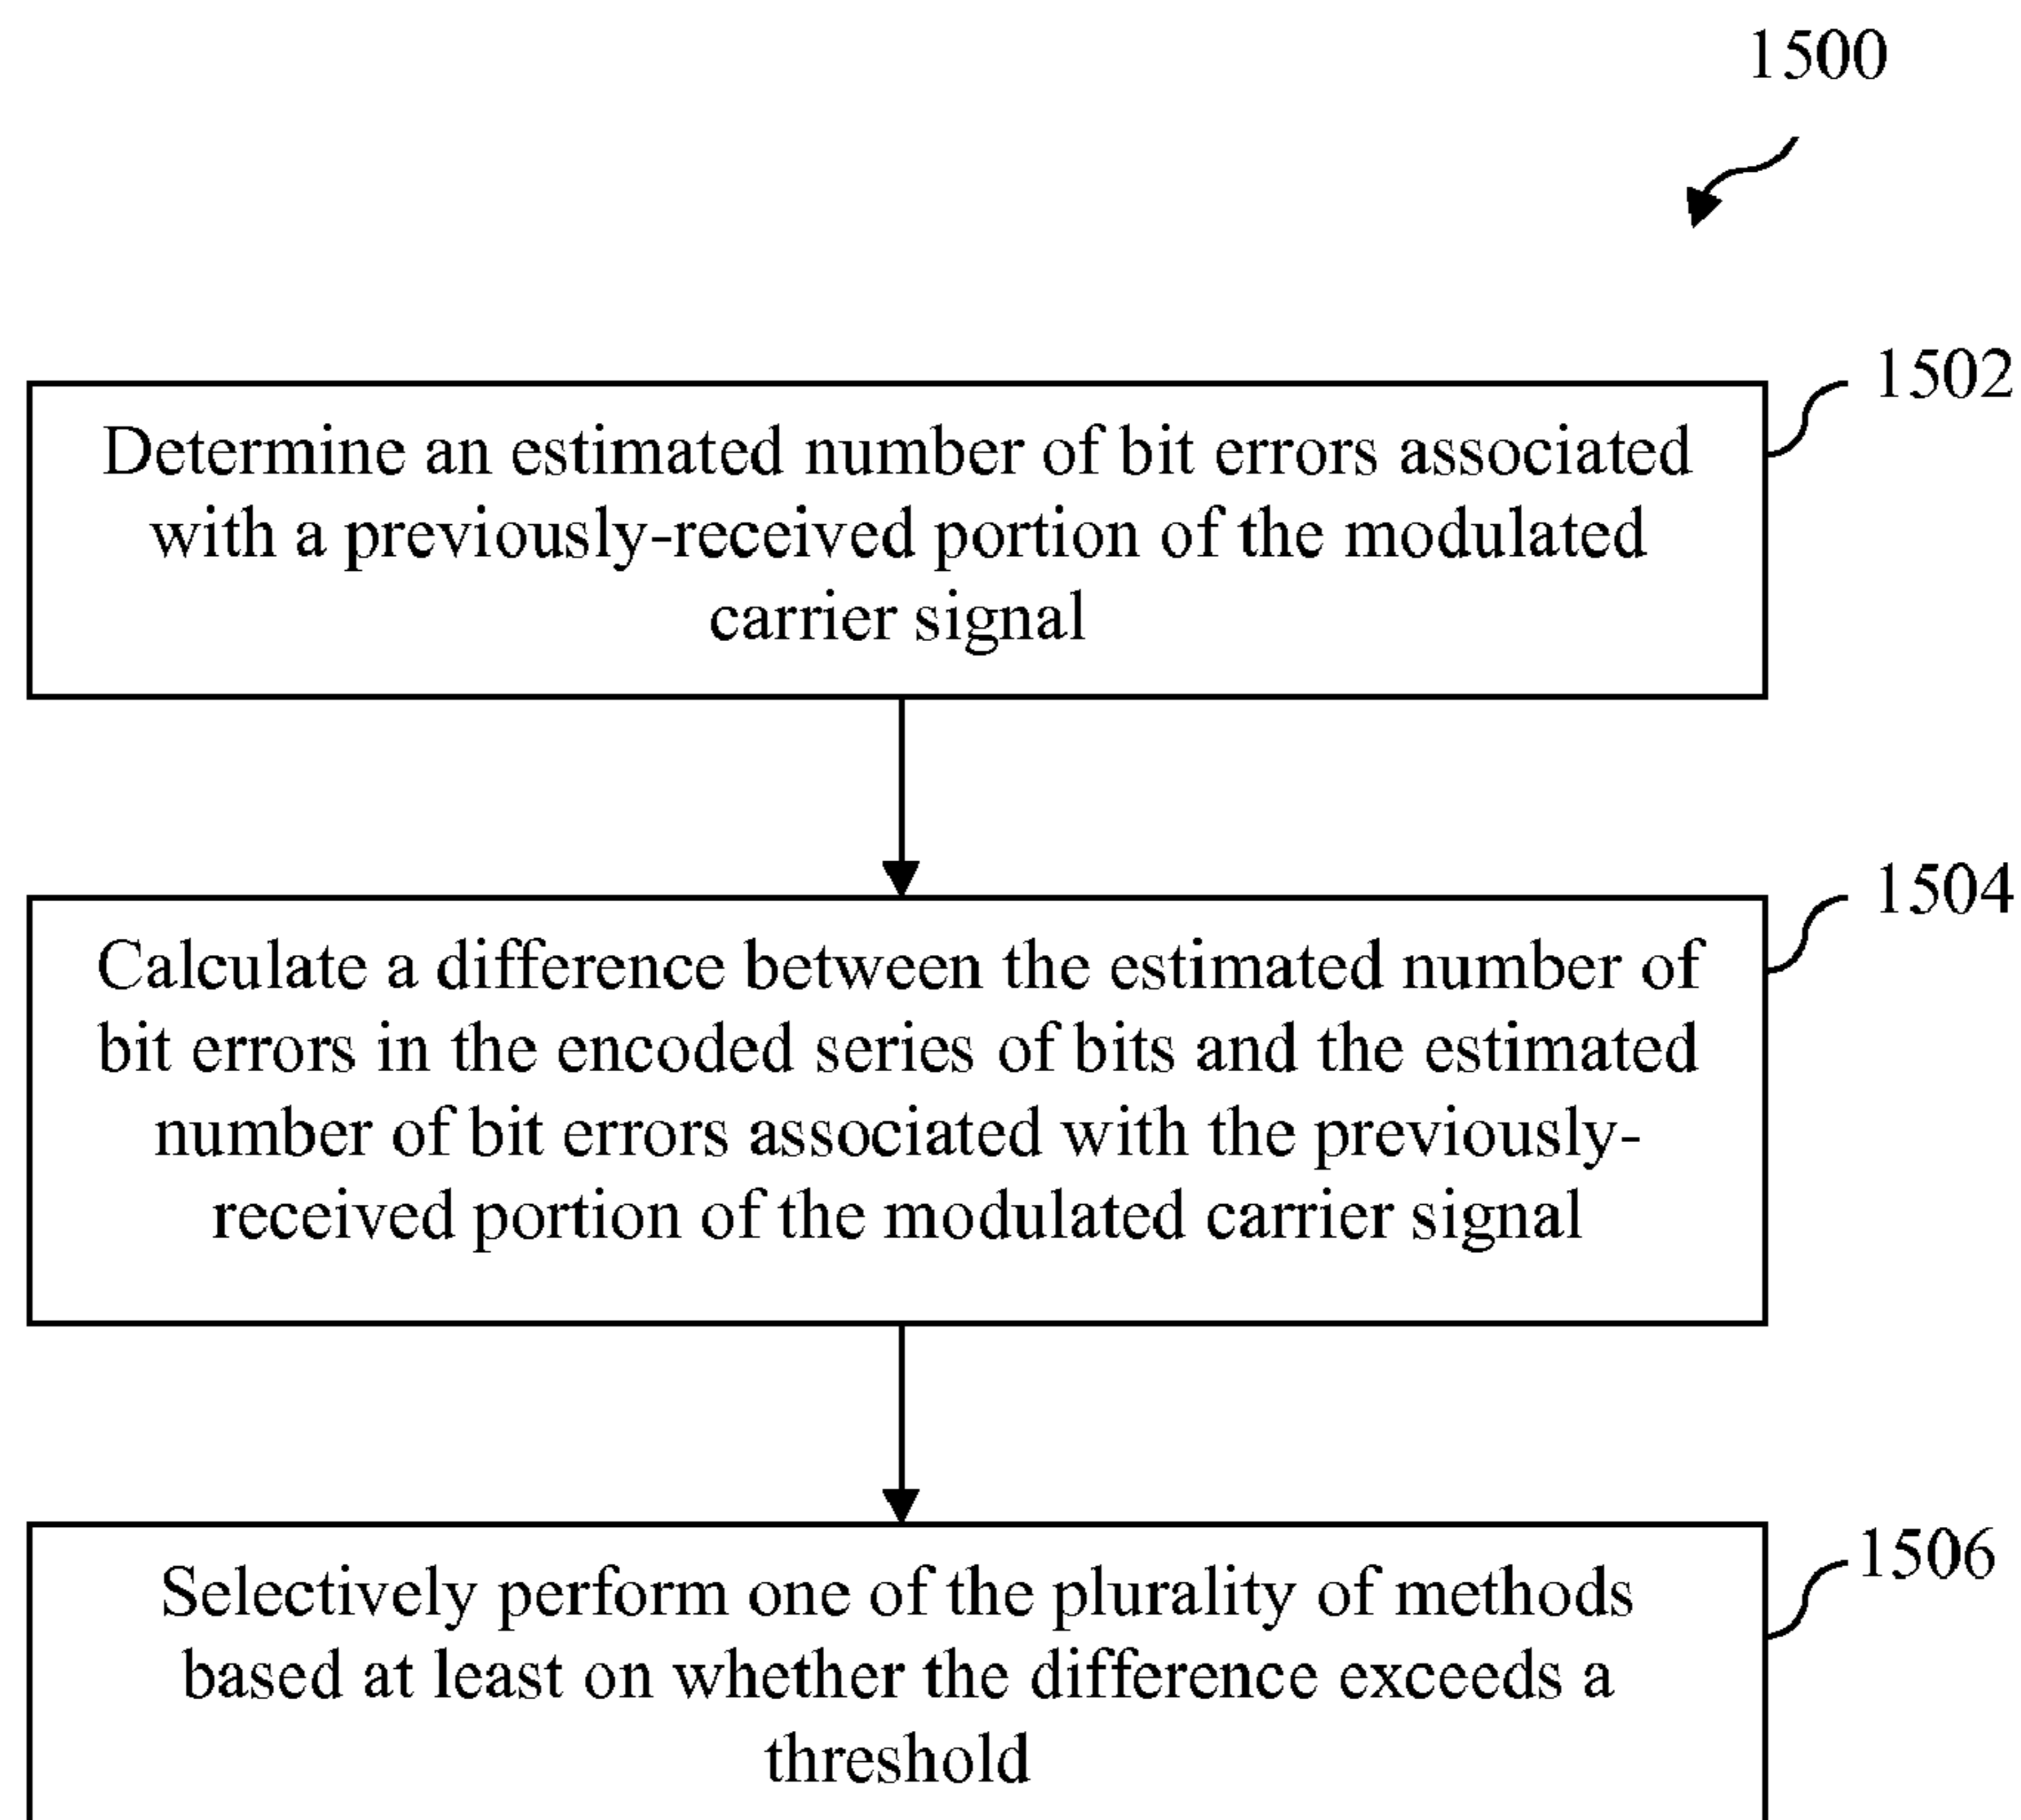 1500
1502
Determine an estimated number of bit errors associated
with a previously-received portion of the modulated
carrier signal
1504
Calculate a difference between the estimated number of
bit errors in the encoded series of bits and the estimated
number of bit errors associated with the previously-
received portion of the modulated carrier signal
1506
Selectively perform one of the plurality of methods
based at least on whether the difference exceeds a
threshold